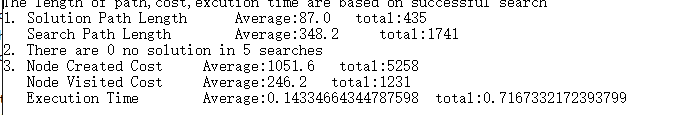 The length of path,cost,excution time are based on successful search
1. Solution Path Length Average:87.0 total:435
Search Path Length Average:348.2 total:1741
2. There are 0 no solution in 5 searches
3. Node Created Cost Average:1051.6 total:5258
Node Visited Cost Average:246.2 total:1231
Execution Time Average:0.14334664344787598 total:0.7167332172393799